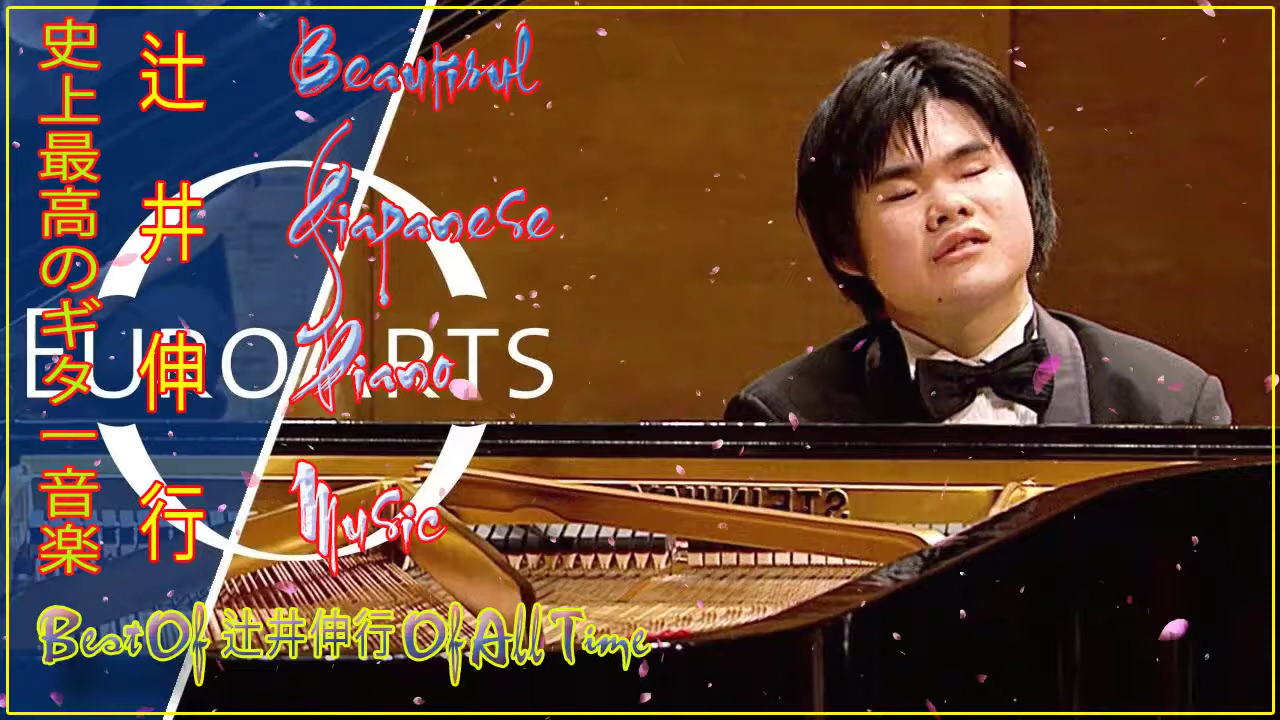 史上最高のギター音楽
辻井伸行
Beautiful
Japanese
Piano
Music
EUROARTS
Best Of 辻井伸行 Of All Time